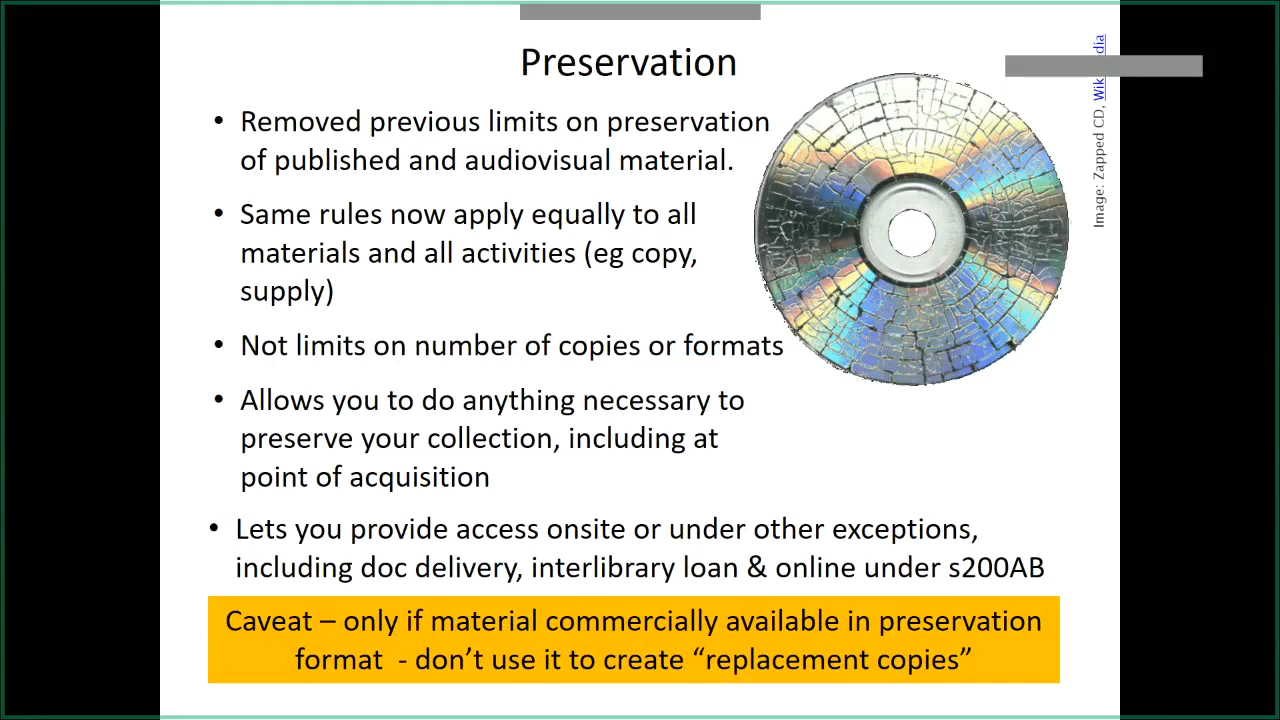 Preservation
• Removed previous limits on preservation
of published and audiovisual material.
• Same rules now apply equally to all
materials and all activities (eg copy,
supply)
• Not limits on number of copies or formats
• Allows you to do anything necessary to
preserve your collection, including at
point of acquisition
• Lets you provide access onsite or under other exceptions,
including doc delivery, interlibrary loan & online under s200AB
Caveat – only if material commercially available in preservation
format - don’t use it to create “replacement copies”
Image: Zapped CD,